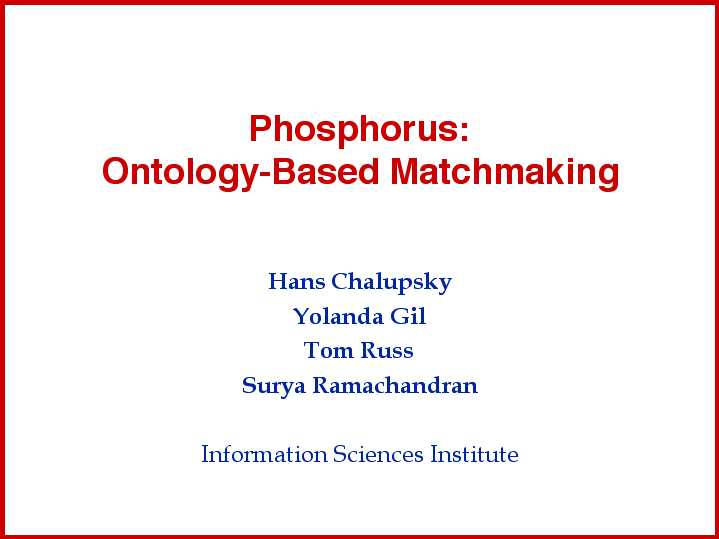 Phosphorus:
Ontology-Based Matchmaking
Hans Chalupsky
Yolanda Gil
Tom Russ
Surya Ramachandran
Information Sciences Institute